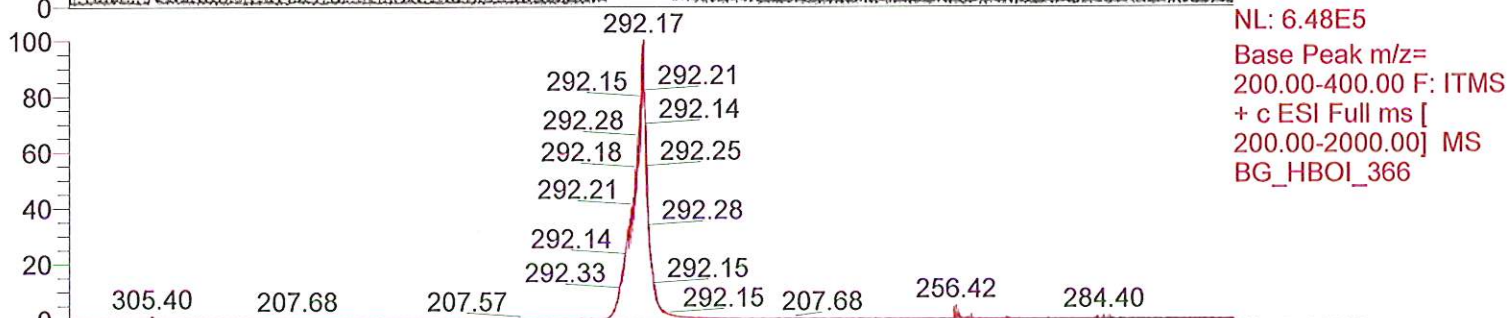 0
292.17
NL: 6.48E5
100
Base Peak m/z=
292.15 292.21
200.00-400.00 F: ITMS
80
292.28 292.14
+ c ESI Full ms [
60
292.18 292.25
200.00-2000.00] MS
BG_HBOI_366
40
292.21 292.28
292.14
20
292.33 292.15
305.40 207.68 207.57 292.15 207.68 256.42 284.40
0